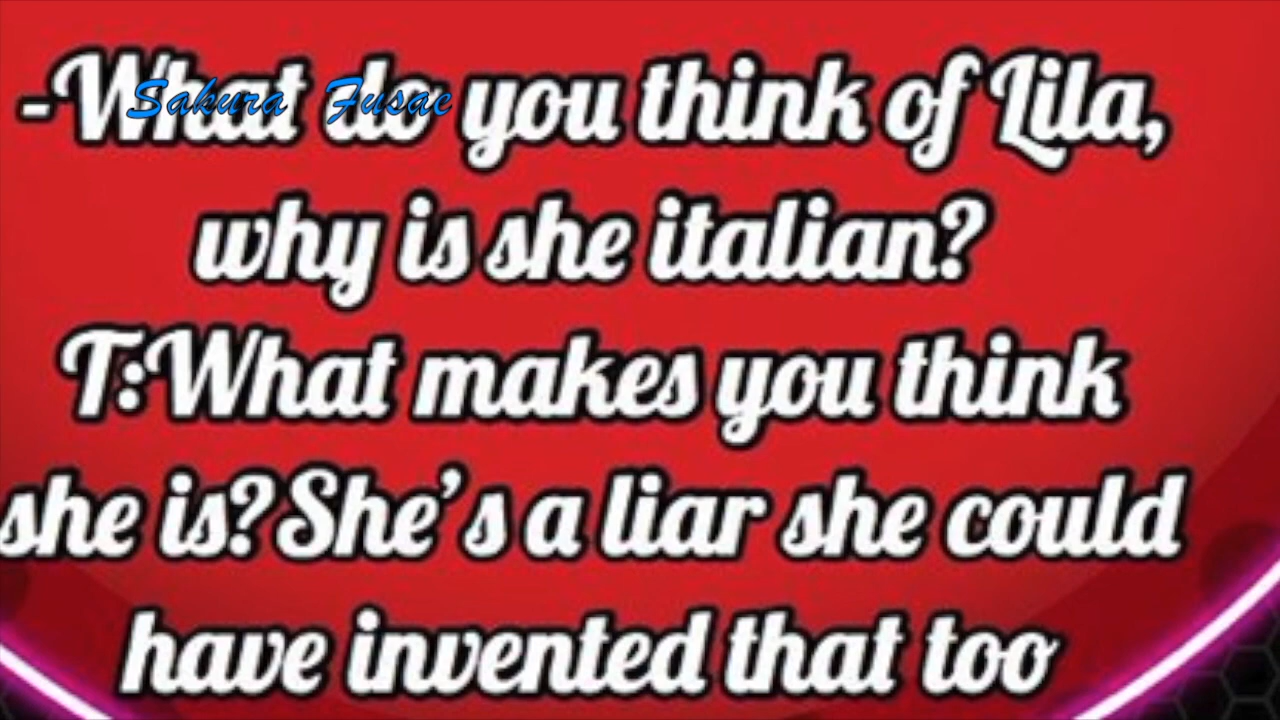 -What do you think of Lila,
Sakura Fusae
why is she italian?
T:What makes you think
she is?She's a liar she could
have invented that too